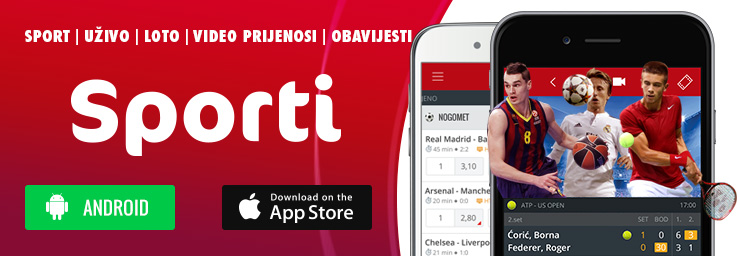 SPORT | UŽIVO | LOTO | VIDEO PRIJENOSI | OBAVIJESTI
Sporti
ANDROID
Download on the
App Store
JENO
NOGOMET
Real Madrid - Ba
45 min • 2:2
1 3,10
Arsenal - Manche
21 min • 0:0
1 2,80
Chelsea - Liverpo
8
ATP - US OPEN 17:00
2.set SET BOD 1. 2.
Ćorić, Borna 1 0 6 3
Federer, Roger 0 30 3 1